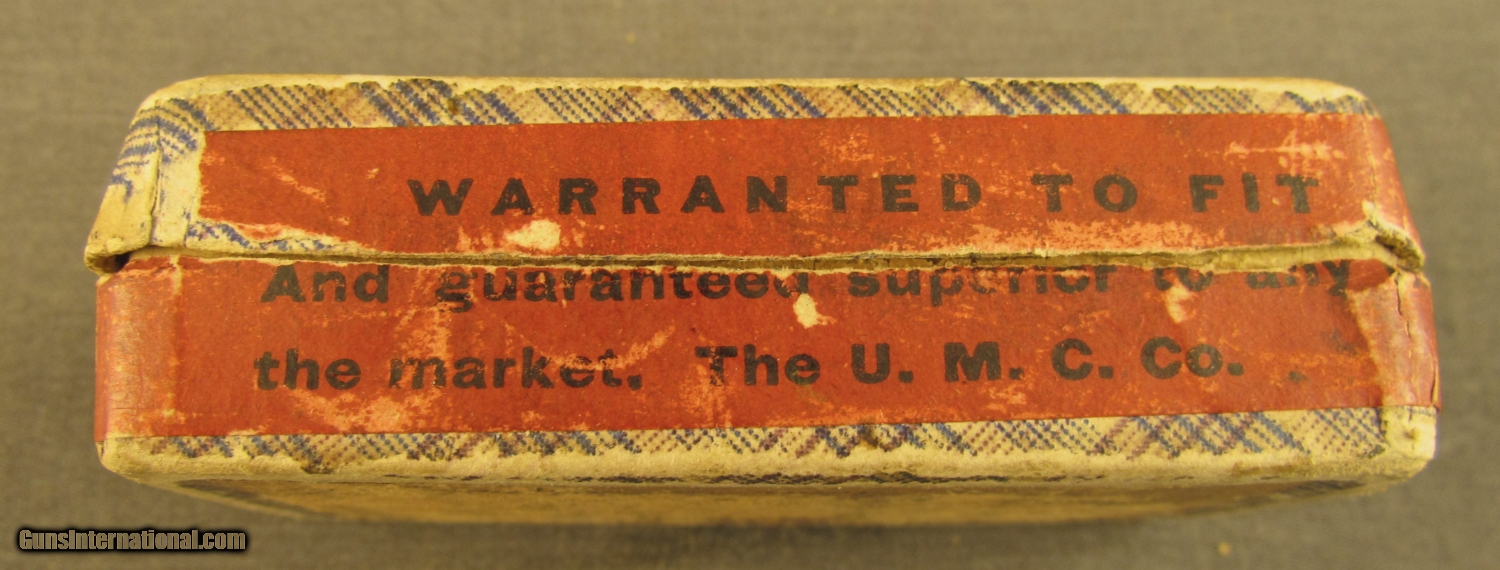 WARRANTED TO FIT
And guaranteed superior to any
the market. The U. M. C. Co.
GunsInternational.com